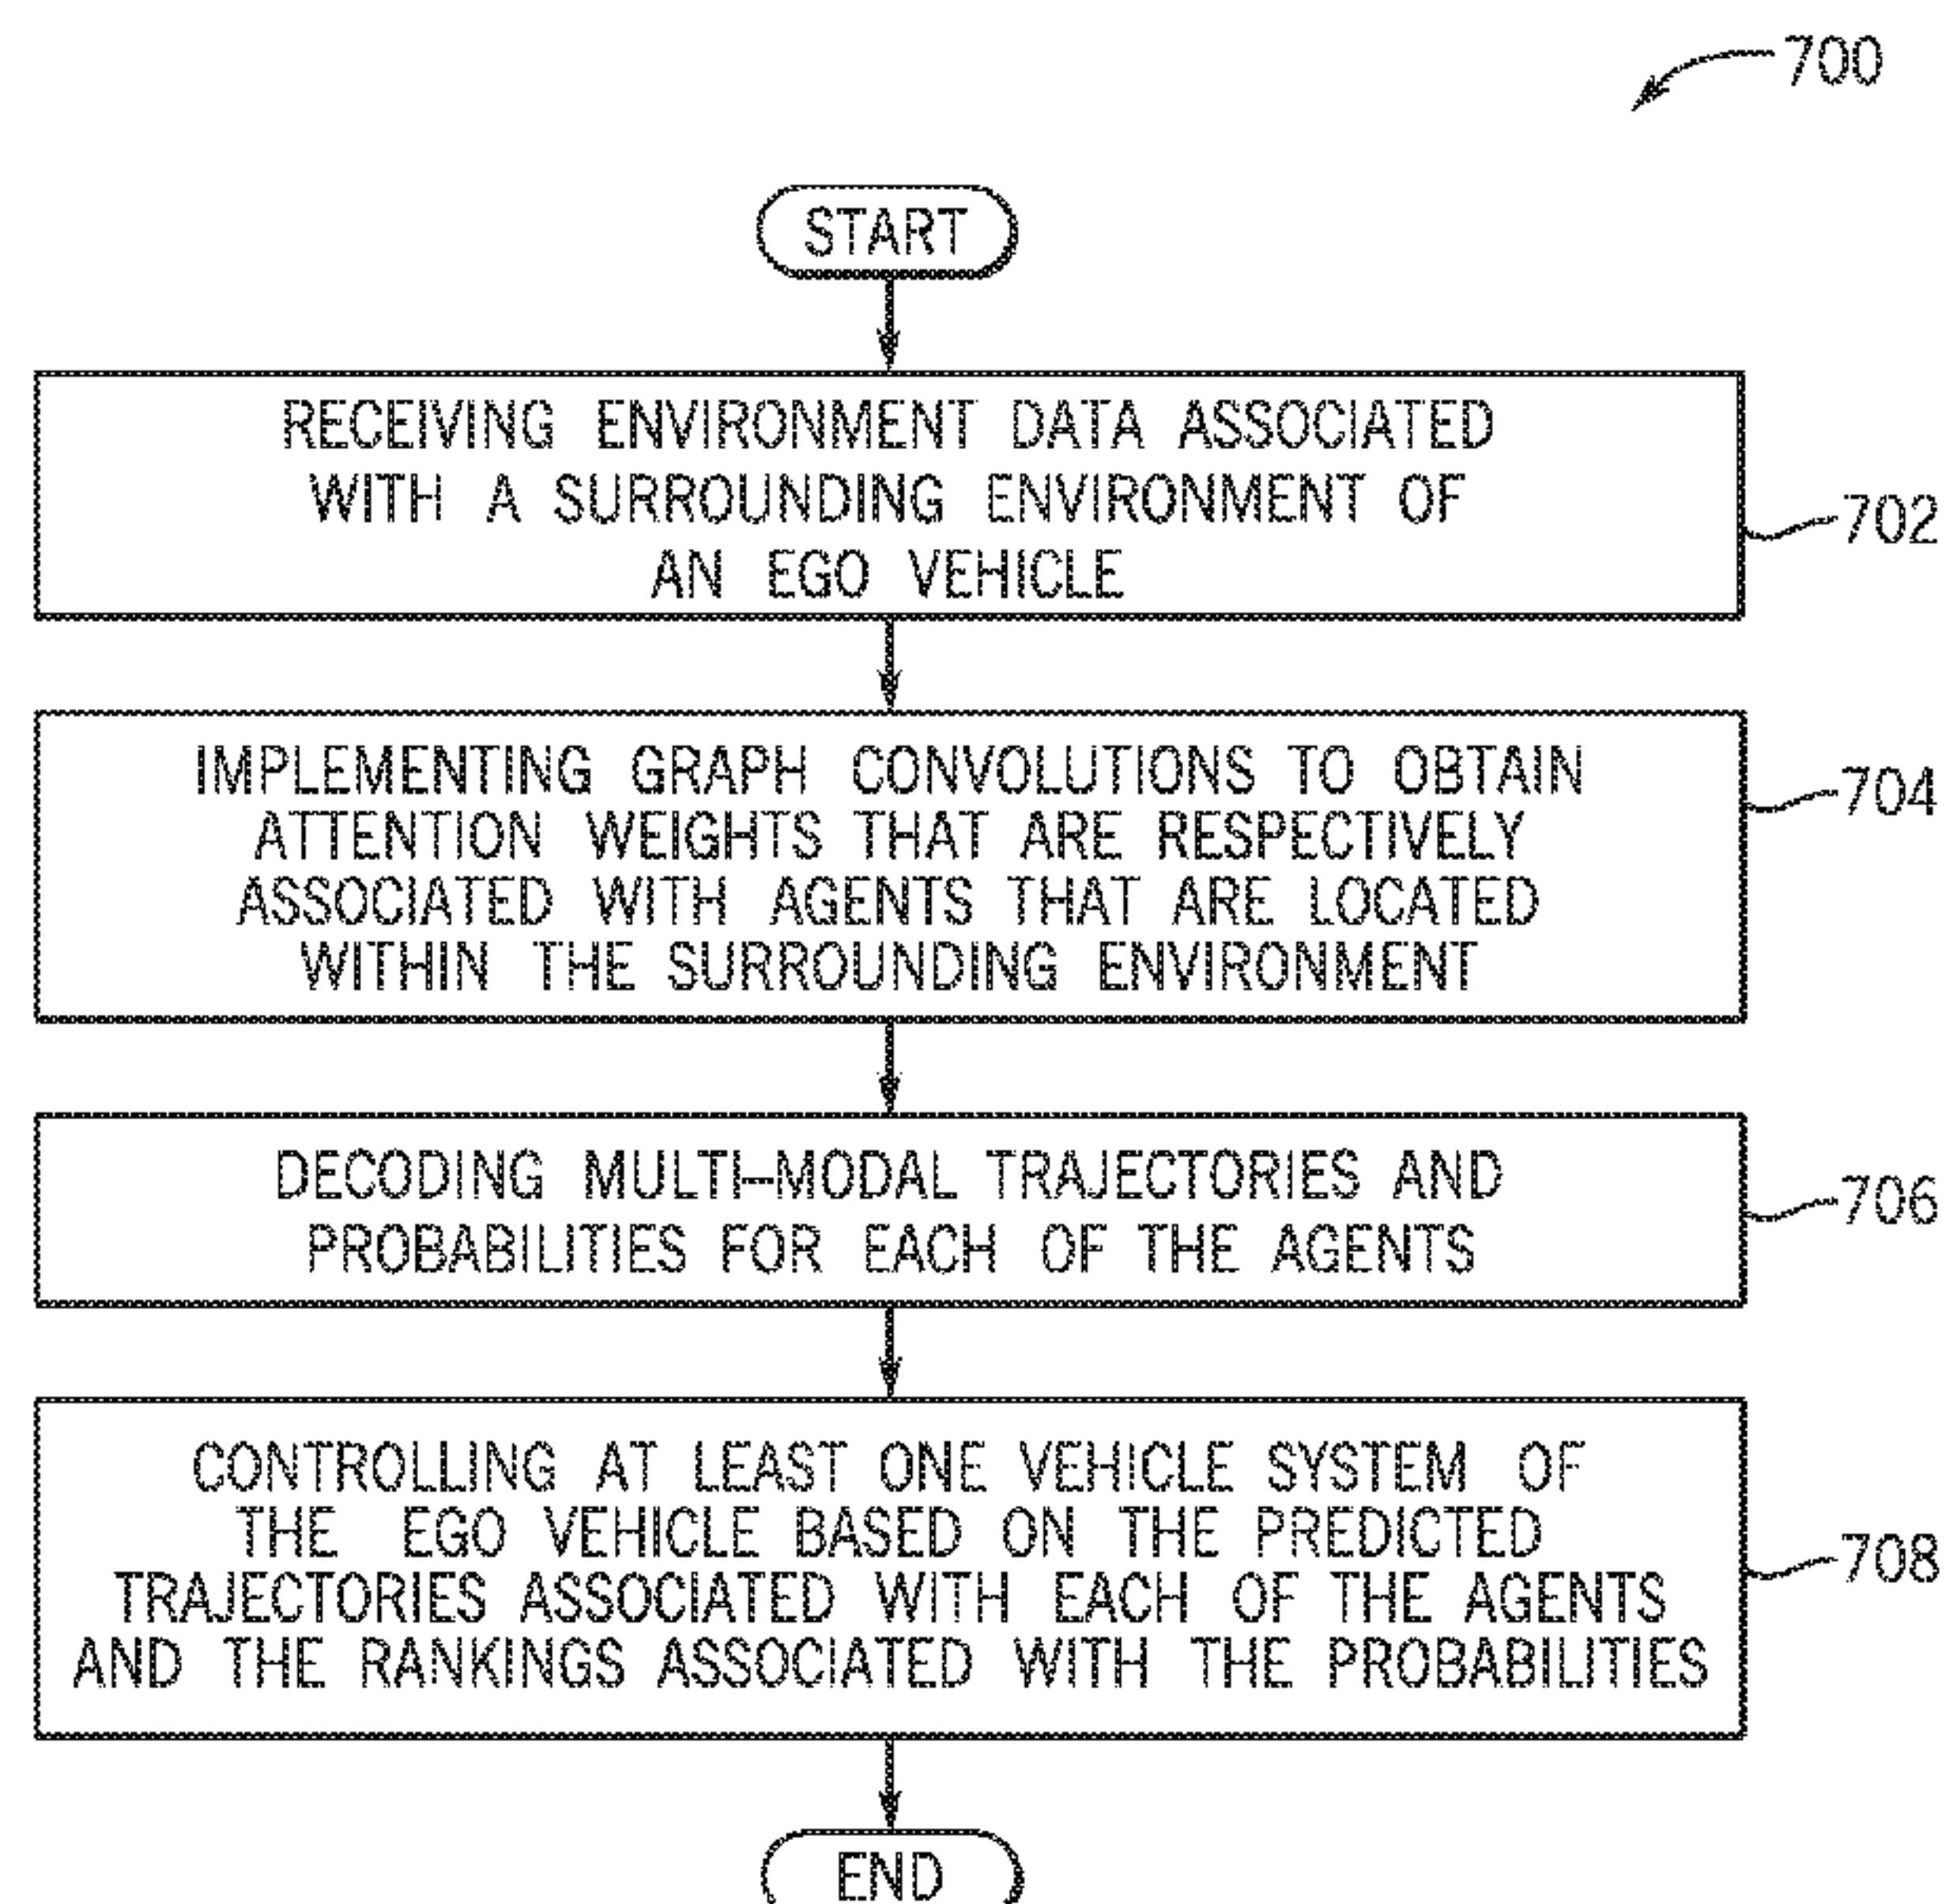 700
START
RECEIVING ENVIRONMENT DATA ASSOCIATED
WITH A SURROUNDING ENVIRONMENT OF
AN EGO VEHICLE
702
IMPLEMENTING GRAPH CONVOLUTIONS TO OBTAIN
ATTENTION WEIGHTS THAT ARE RESPECTIVELY
ASSOCIATED WITH AGENTS THAT ARE LOCATED
WITHIN THE SURROUNDING ENVIRONMENT
704
DECODING MULTI-MODAL TRAJECTORIES AND
PROBABILITIES FOR EACH OF THE AGENTS
706
CONTROLLING AT LEAST ONE VEHICLE SYSTEM OF
THE EGO VEHICLE BASED ON THE PREDICTED
TRAJECTORIES ASSOCIATED WITH EACH OF THE AGENTS
AND THE RANKINGS ASSOCIATED WITH THE PROBABILITIES
708
END